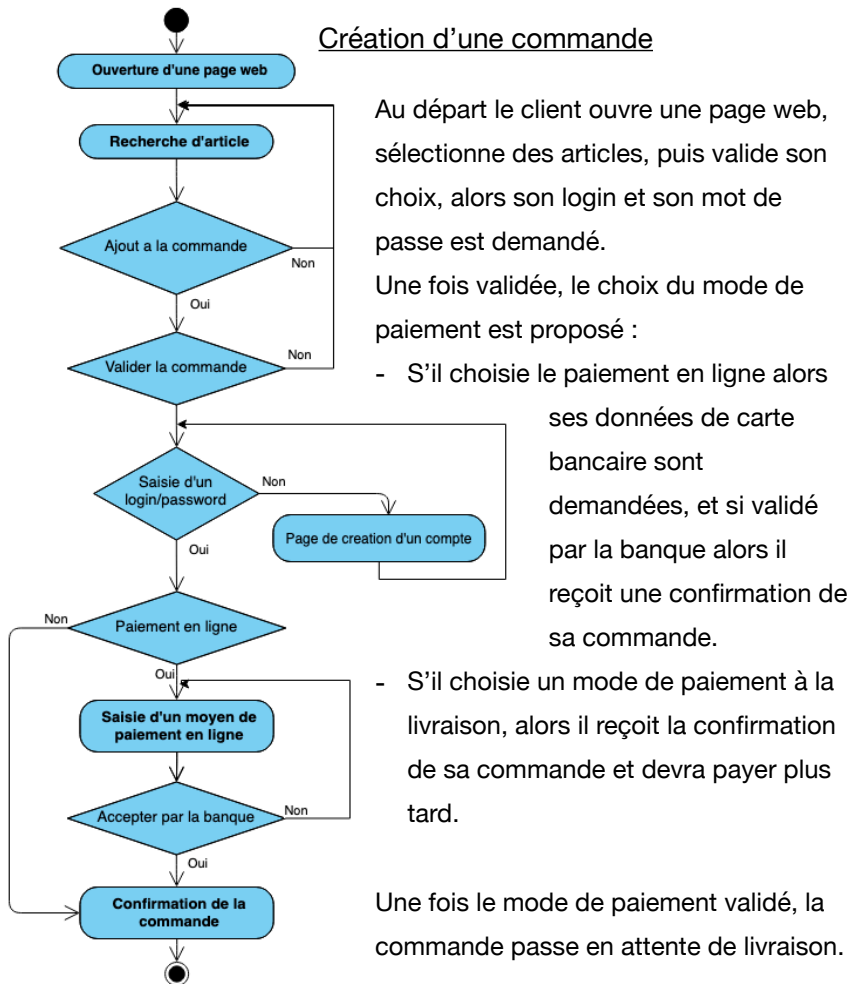 Création d'une commande
Ouverture d'une page web
Recherche d'article
Ajout a la commande
Non
Oui
Valider la commande
Non
Saisie d'un
login/password
Non
Page de creation d'un compte
Oui
Paiement en ligne
Non
Oui
Saisie d'un moyen de
paiement en ligne
Accepter par la banque
Non
Oui
Confirmation de la
commande
Au départ le client ouvre une page web,
sélectionne des articles, puis valide son
choix, alors son login et son mot de
passe est demandé.
Une fois validée, le choix du mode de
paiement est proposé :
- S'il choisie le paiement en ligne alors
ses données de carte
bancaire sont
demandées, et si validé
par la banque alors il
reçoit une confirmation de
sa commande.
- S'il choisie un mode de paiement à la
livraison, alors il reçoit la confirmation
de sa commande et devra payer plus
tard.
Une fois le mode de paiement validé, la
commande passe en attente de livraison.